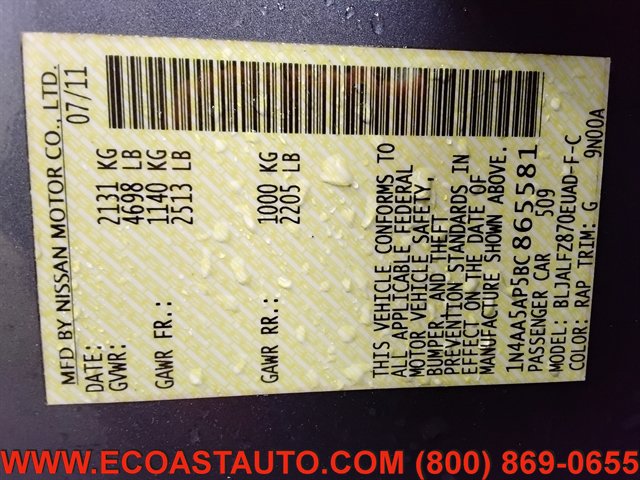 MFD BY NISSAN MOTOR CO., LTD.
DATE: 07/11
GVWR: 2131 KG
4698 LB
GAWR FR.: 1140 KG
2513 LB
GAWR RR.: 1000 KG
2205 LB
THIS VEHICLE CONFORMS TO
ALL APPLICABLE FEDERAL
MOTOR VEHICLE SAFETY,
BUMPER, AND THEFT
PREVENTION STANDARDS IN
EFFECT ON THE DATE OF
MANUFACTURE SHOWN ABOVE.
1N4AA5AP5BC865581
PASSENGER CAR 509
MODEL: BLJALFZ870EUAD-F-C
COLOR: RAP TRIM: G 9N00A
WWW.ECOASTAUTO.COM (800) 869-0655